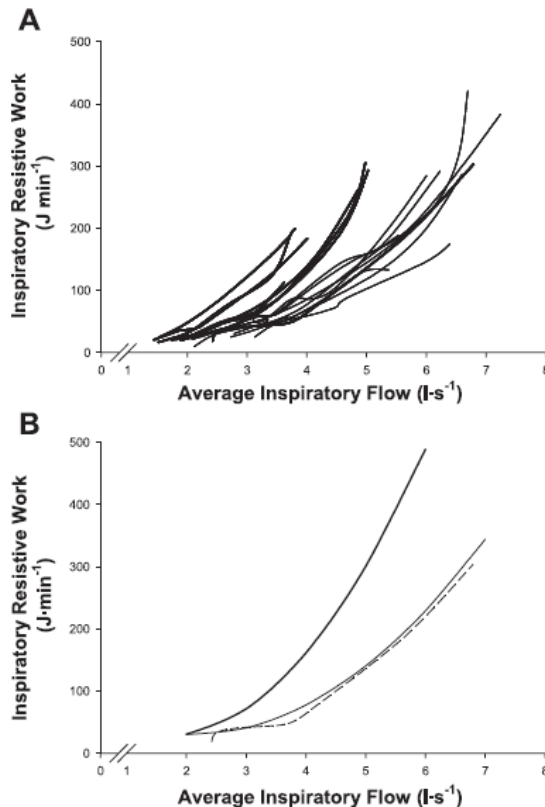 A
500
400
300
200
100
0
Inspiratory Resistive Work
(J min⁻¹)
0 1 2 3 4 5 6 7 8
Average Inspiratory Flow (l·s⁻¹)
B
500
400
300
200
100
0
Inspiratory Resistive Work
(J·min⁻¹)
0 1 2 3 4 5 6 7 8
Average Inspiratory Flow (l·s⁻¹)